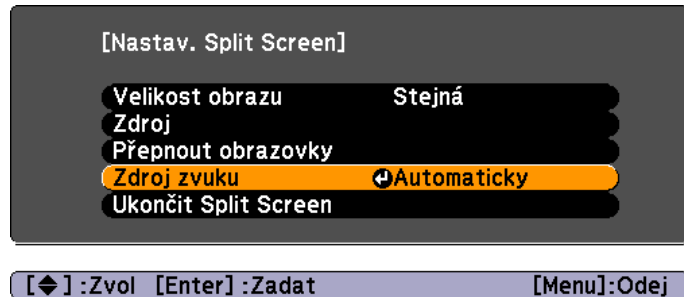 [Nastav. Split Screen]
Velikost obrazu Stejná
Zdroj
Přepnout obrazovky
Zdroj zvuku Automaticky
Ukončit Split Screen
[◆] :Zvol [Enter] :Zadat [Menu]:Odej